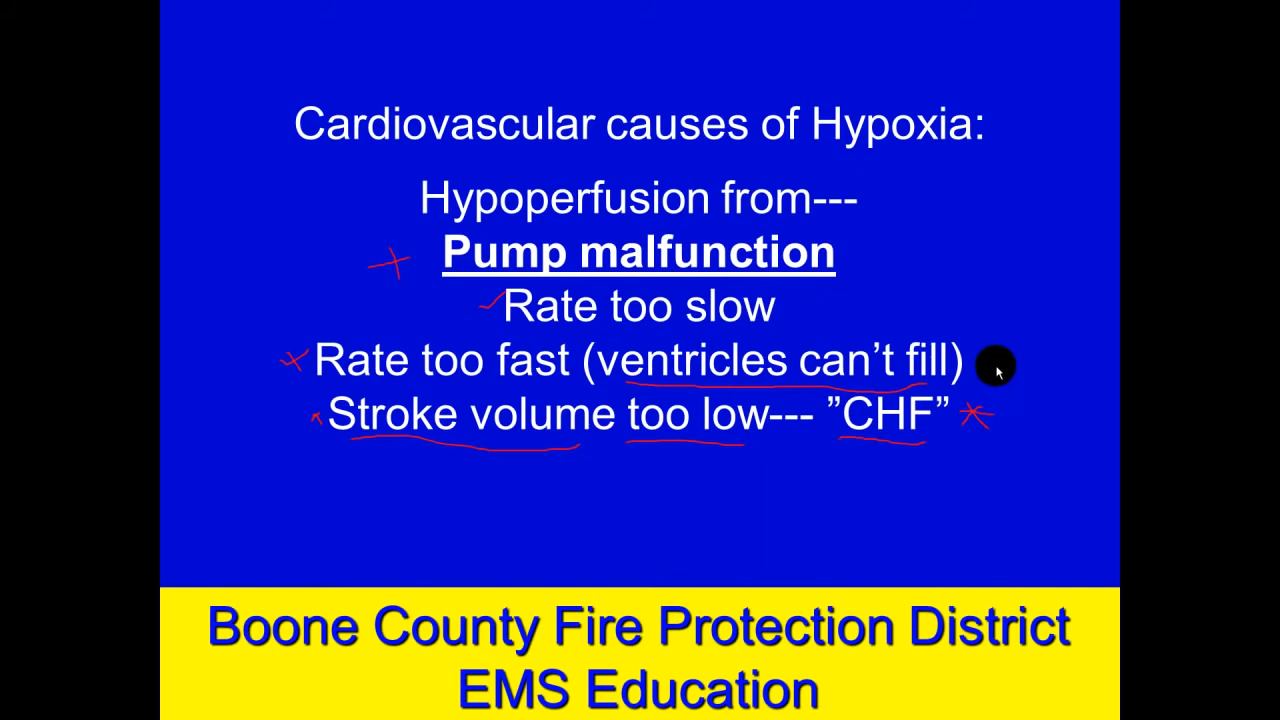 Cardiovascular causes of Hypoxia:
Hypoperfusion from---
Pump malfunction
Rate too slow
Rate too fast (ventricles can’t fill)
Stroke volume too low--- ”CHF”
Boone County Fire Protection District
EMS Education